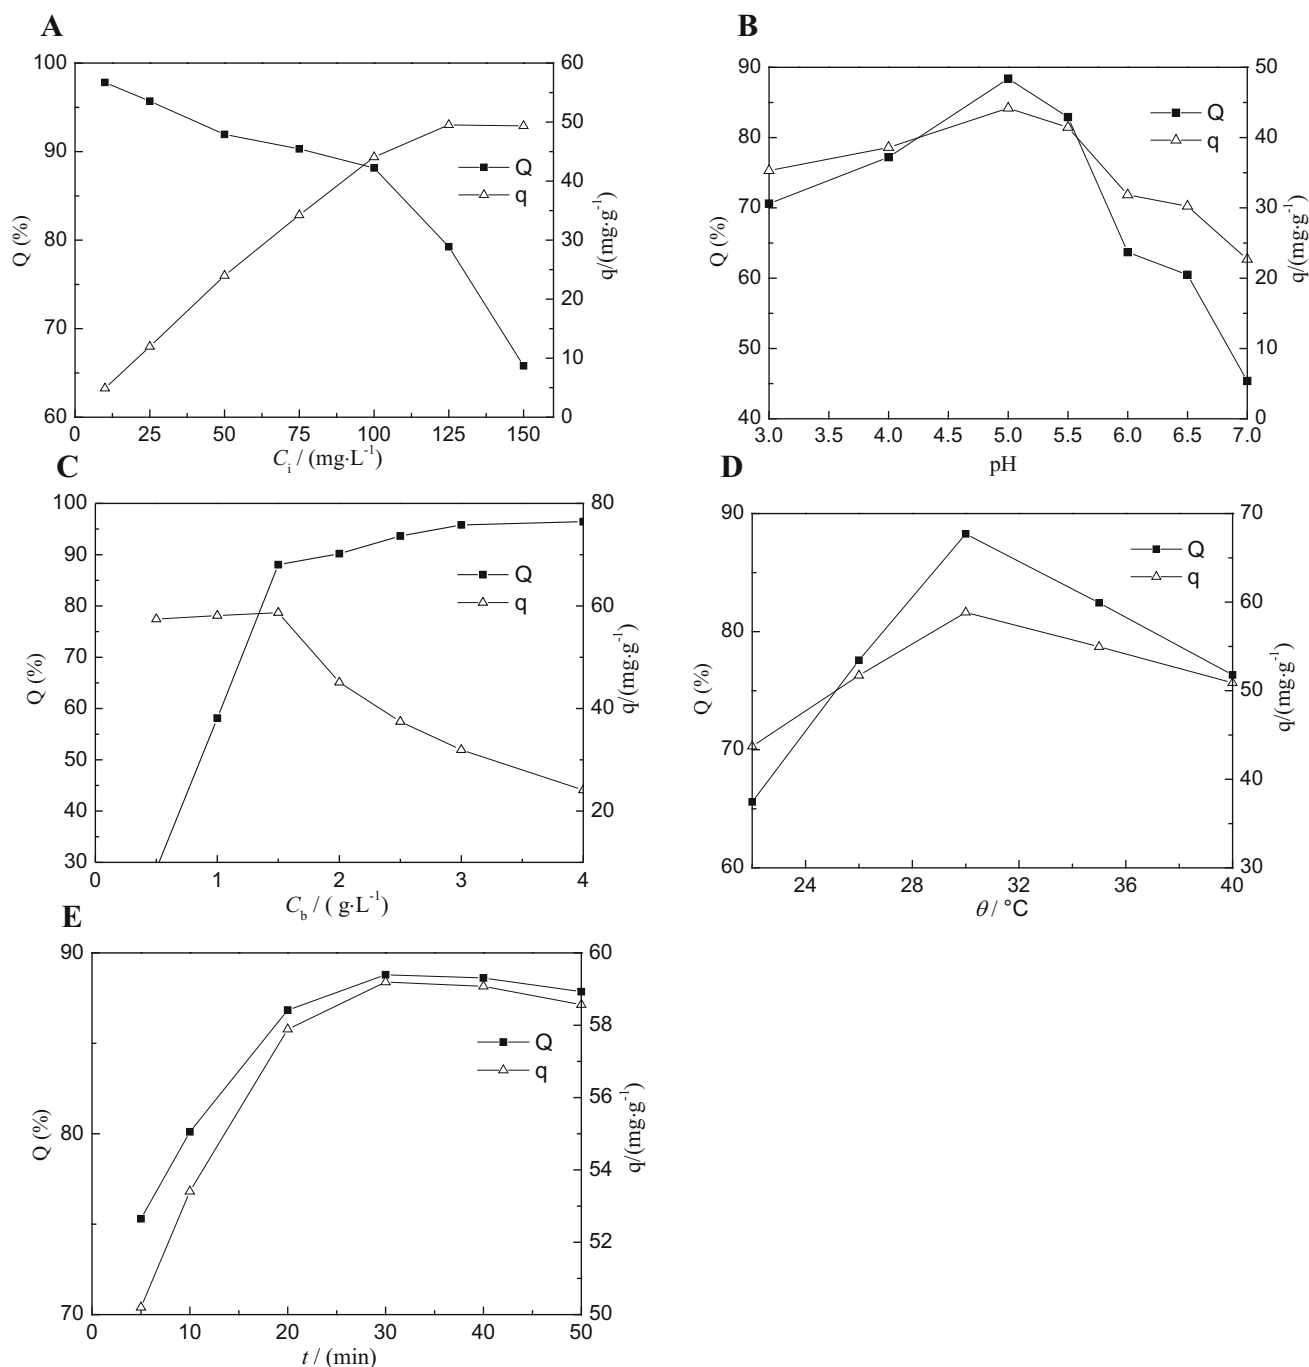 A
100
90
80
70
60
Q (%)
60
50
40
30
20
10
0
q/(mg·g⁻¹)
Q
q
0 25 50 75 100 125 150
Cᵢ / (mg·L⁻¹)
B
90
80
70
60
50
40
Q (%)
50
40
30
20
10
0
q/(mg·g⁻¹)
Q
q
3.0 3.5 4.0 4.5 5.0 5.5 6.0 6.5 7.0
pH
C
100
90
80
70
60
50
40
30
Q (%)
80
60
40
20
q/(mg·g⁻¹)
Q
q
0 1 2 3 4
C_b / ( g·L⁻¹)
D
90
80
70
60
Q (%)
70
60
50
40
30
q/(mg·g⁻¹)
Q
q
24 28 32 36 40
θ / °C
E
90
80
70
Q (%)
60
58
56
54
52
50
q/(mg·g⁻¹)
Q
q
0 10 20 30 40 50
t / (min)